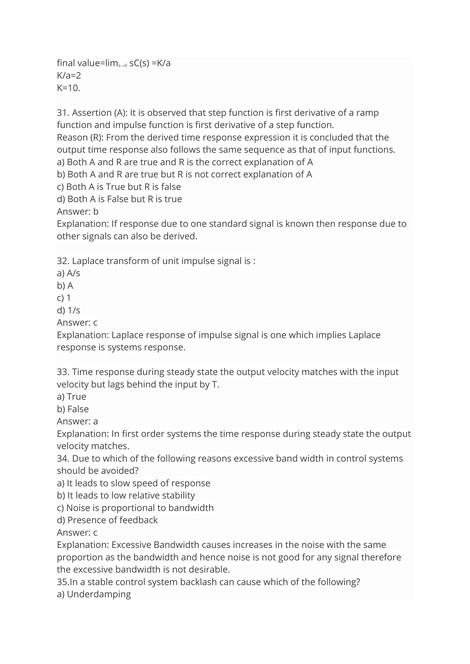 final value=lim sC(s) =K/a
K/a=2
K=10.
31. Assertion (A): It is observed that step function is first derivative of a ramp
function and impulse function is first derivative of a step function.
Reason (R): From the derived time response expression it is concluded that the
output time response also follows the same sequence as that of input functions.
a) Both A and R are true and R is the correct explanation of A
b) Both A and R are true but R is not correct explanation of A
c) Both A is True but R is false
d) Both A is False but R is true
Answer: b
Explanation: If response due to one standard signal is known then response due to
other signals can also be derived.
32. Laplace transform of unit impulse signal is :
a) A/s
b) A
c) 1
d) 1/s
Answer: c
Explanation: Laplace response of impulse signal is one which implies Laplace
response is systems response.
33. Time response during steady state the output velocity matches with the input
velocity but lags behind the input by T.
a) True
b) False
Answer: a
Explanation: In first order systems the time response during steady state the output
velocity matches.
34. Due to which of the following reasons excessive band width in control systems
should be avoided?
a) It leads to slow speed of response
b) It leads to low relative stability
c) Noise is proportional to bandwidth
d) Presence of feedback
Answer: c
Explanation: Excessive Bandwidth causes increases in the noise with the same
proportion as the bandwidth and hence noise is not good for any signal therefore
the excessive bandwidth is not desirable.
35.In a stable control system backlash can cause which of the following?
a) Underdamping